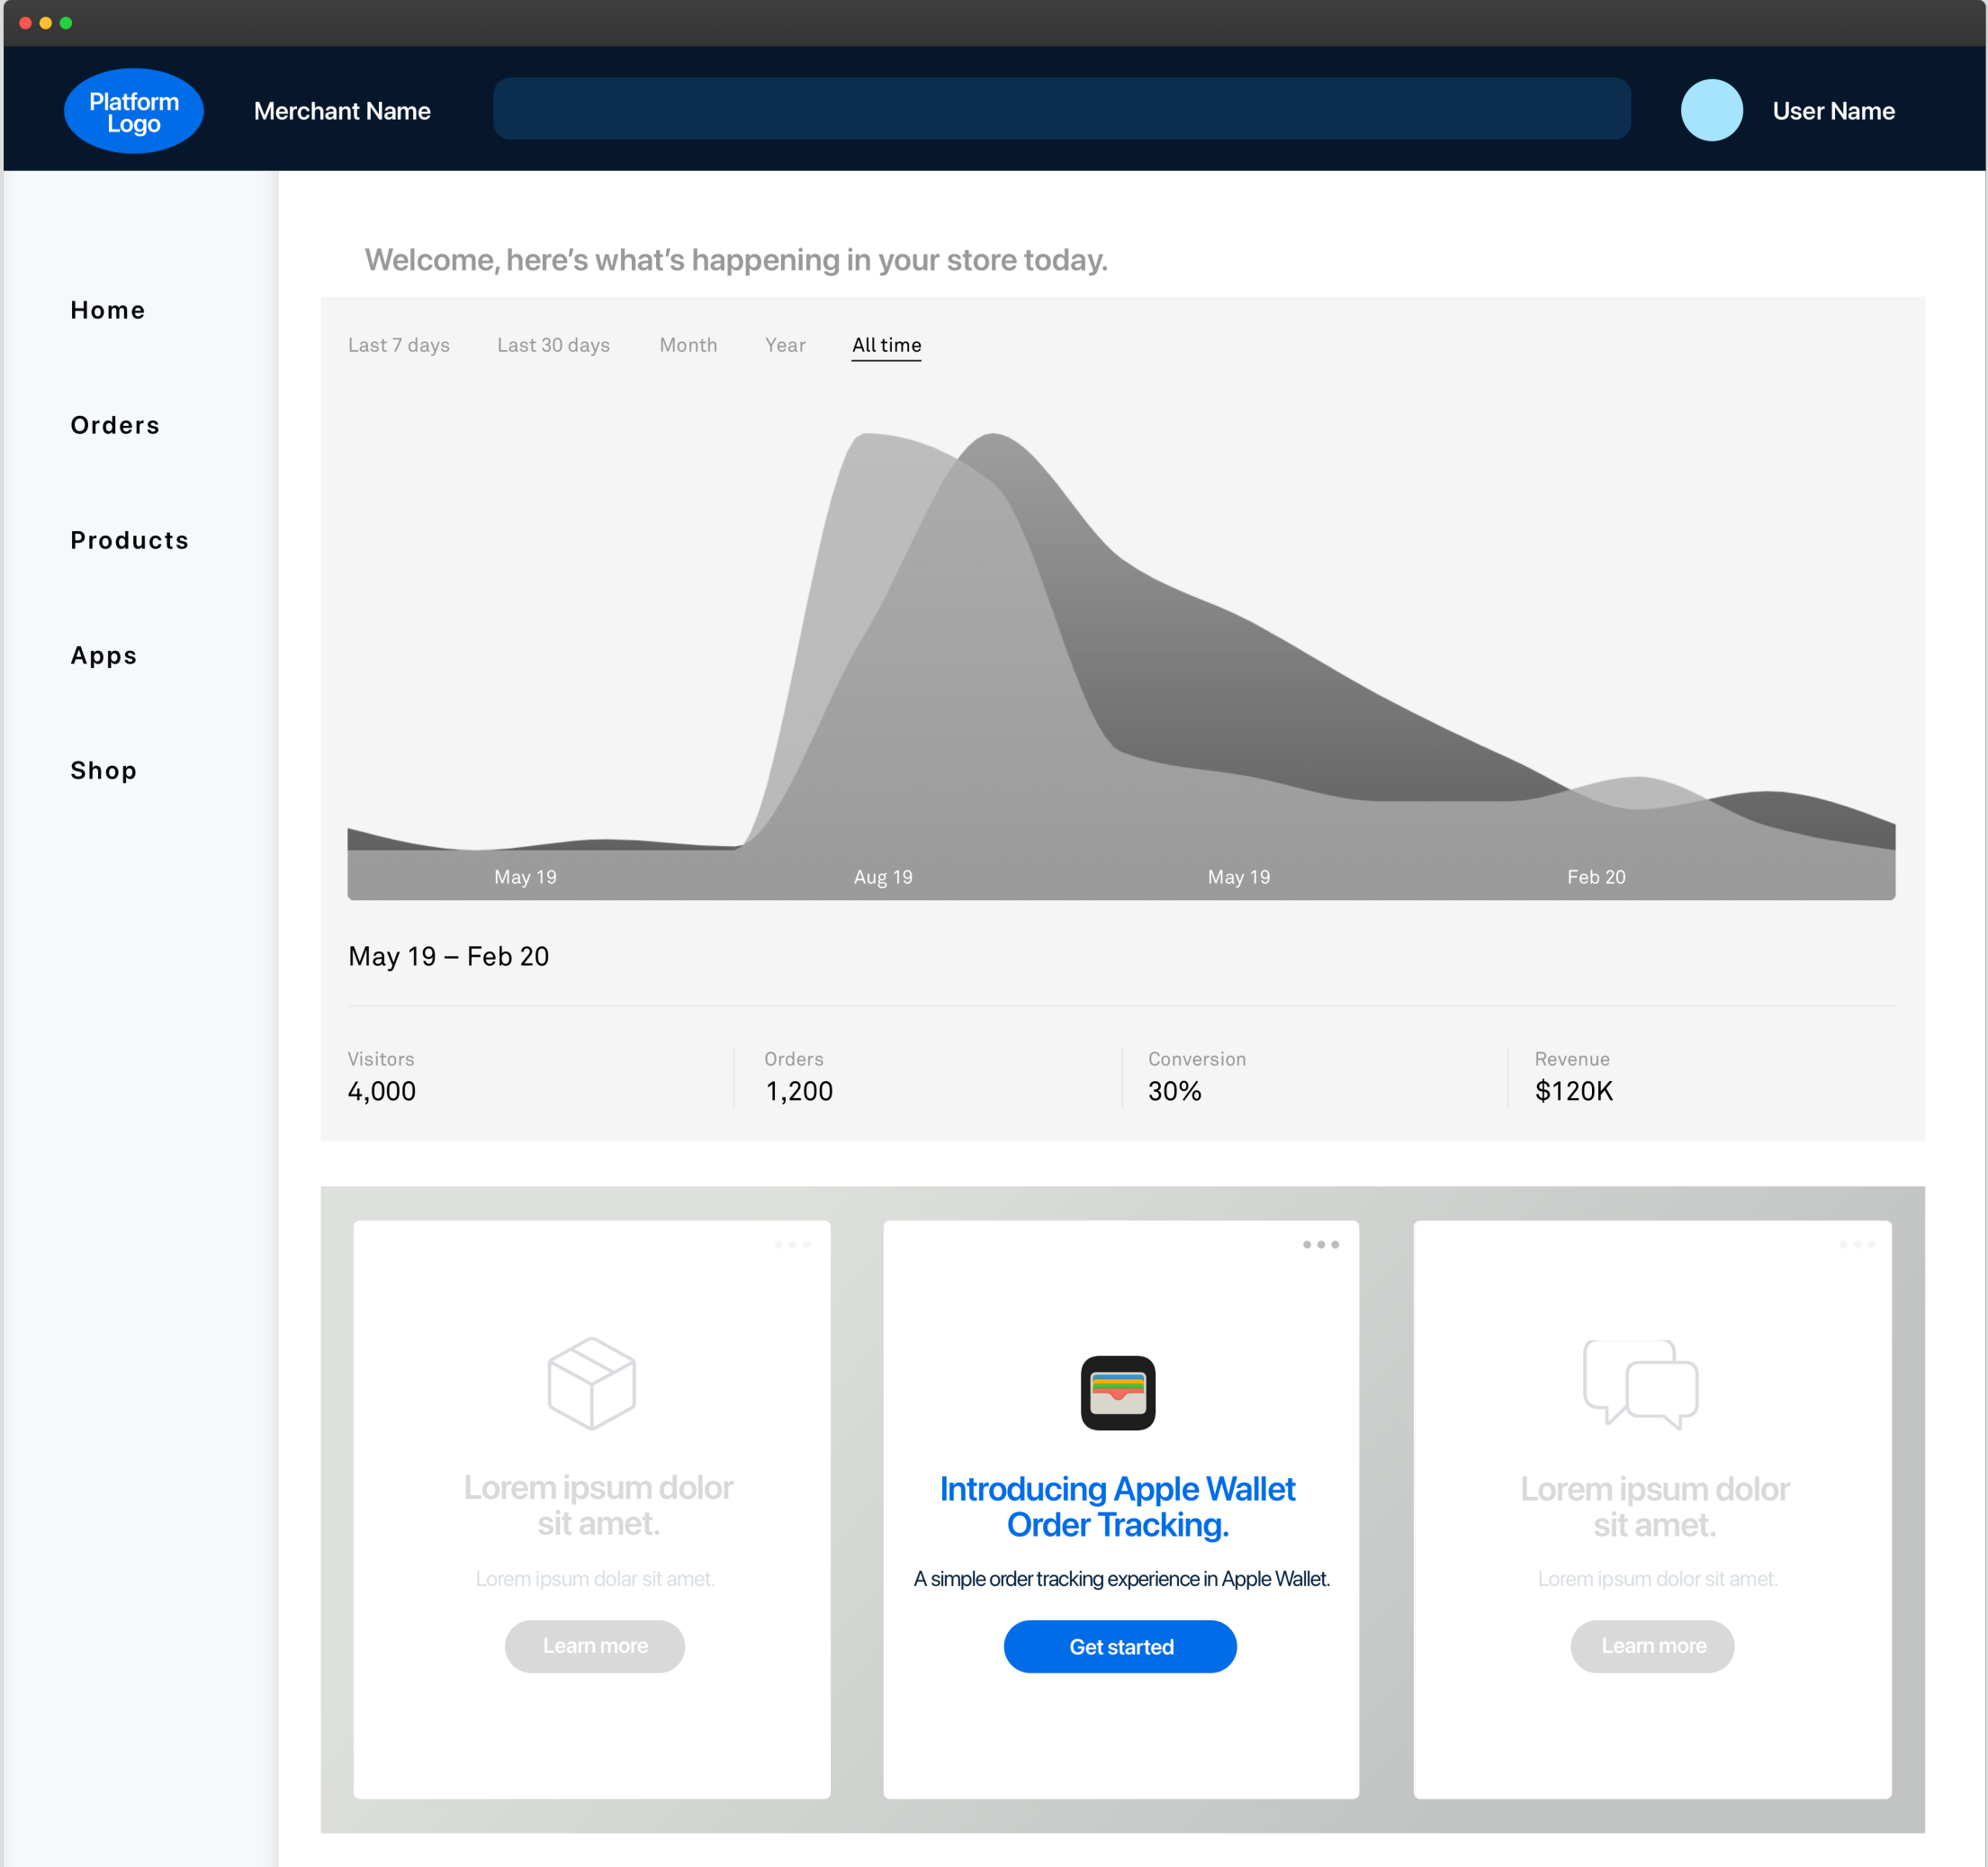 Platform
Logo
Merchant Name
User Name
Home
Orders
Products
Apps
Shop
Welcome, here’s what’s happening in your store today.
Last 7 days Last 30 days Month Year All time
May 19 Aug 19 May 19 Feb 20
May 19 – Feb 20
Visitors Orders Conversion Revenue
4,000 1,200 30% $120K
Lorem ipsum dolor
sit amet.
Lorem ipsum dolar sit amet.
Learn more
Introducing Apple Wallet
Order Tracking.
A simple order tracking experience in Apple Wallet.
Get started
Lorem ipsum dolor
sit amet.
Lorem ipsum dolor sit amet.
Learn more